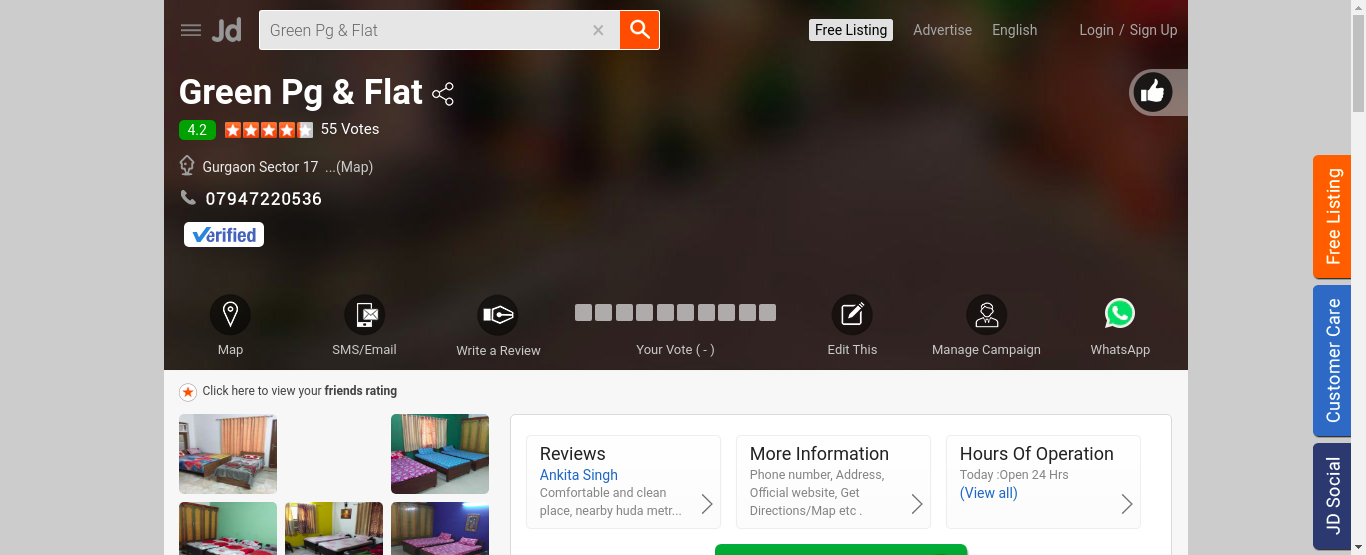 Jd
Green Pg & Flat
Free Listing
Advertise
English
Login / Sign Up
Green Pg & Flat
4.2
55 Votes
Gurgaon Sector 17 ...(Map)
07947220536
Verified
Map
SMS/Email
Write a Review
Your Vote ( - )
Edit This
Manage Campaign
WhatsApp
Click here to view your friends rating
Reviews
Ankita Singh
Comfortable and clean
place, nearby huda metr...
More Information
Phone number, Address,
Official website, Get
Directions/Map etc .
Hours Of Operation
Today :Open 24 Hrs
(View all)
Free Listing
Customer Care
JD Social